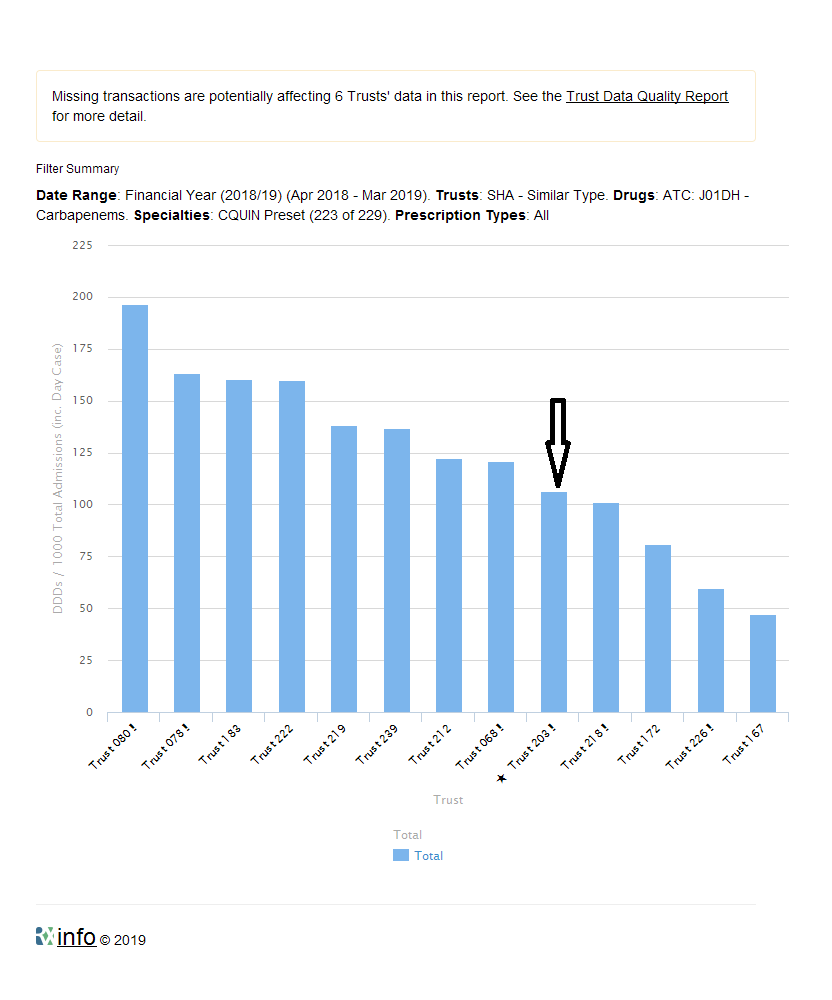 Missing transactions are potentially affecting 6 Trusts' data in this report. See the Trust Data Quality Report
for more detail.
Filter Summary
Date Range: Financial Year (2018/19) (Apr 2018 - Mar 2019). Trusts: SHA - Similar Type. Drugs: ATC: J01DH -
Carbapenems. Specialties: CQUIN Preset (223 of 229). Prescription Types: All
225
200
175
150
125
100
75
50
25
0
DDDs / 1000 Total Admissions (inc. Day Case)
Trust 080 !
Trust 078 !
Trust 183
Trust 222
Trust 219
Trust 239
Trust 212
Trust 068 !
★ Trust 203 !
Trust 218 !
Trust 172
Trust 226 !
Trust 167
Trust
Total
Total
RX info © 2019